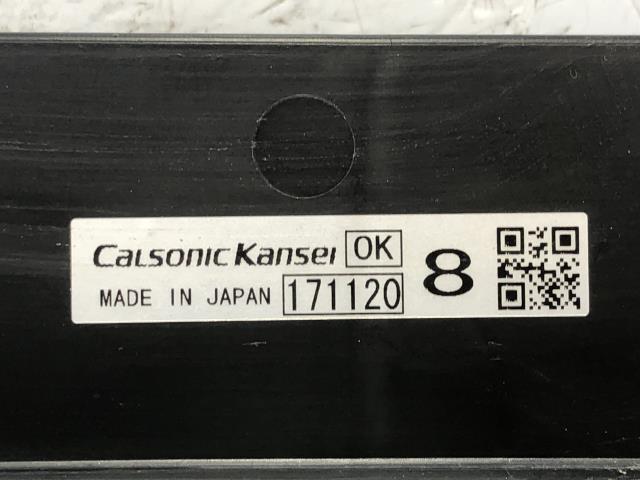 CALSONIC KANSEI OK
MADE IN JAPAN 171120
8